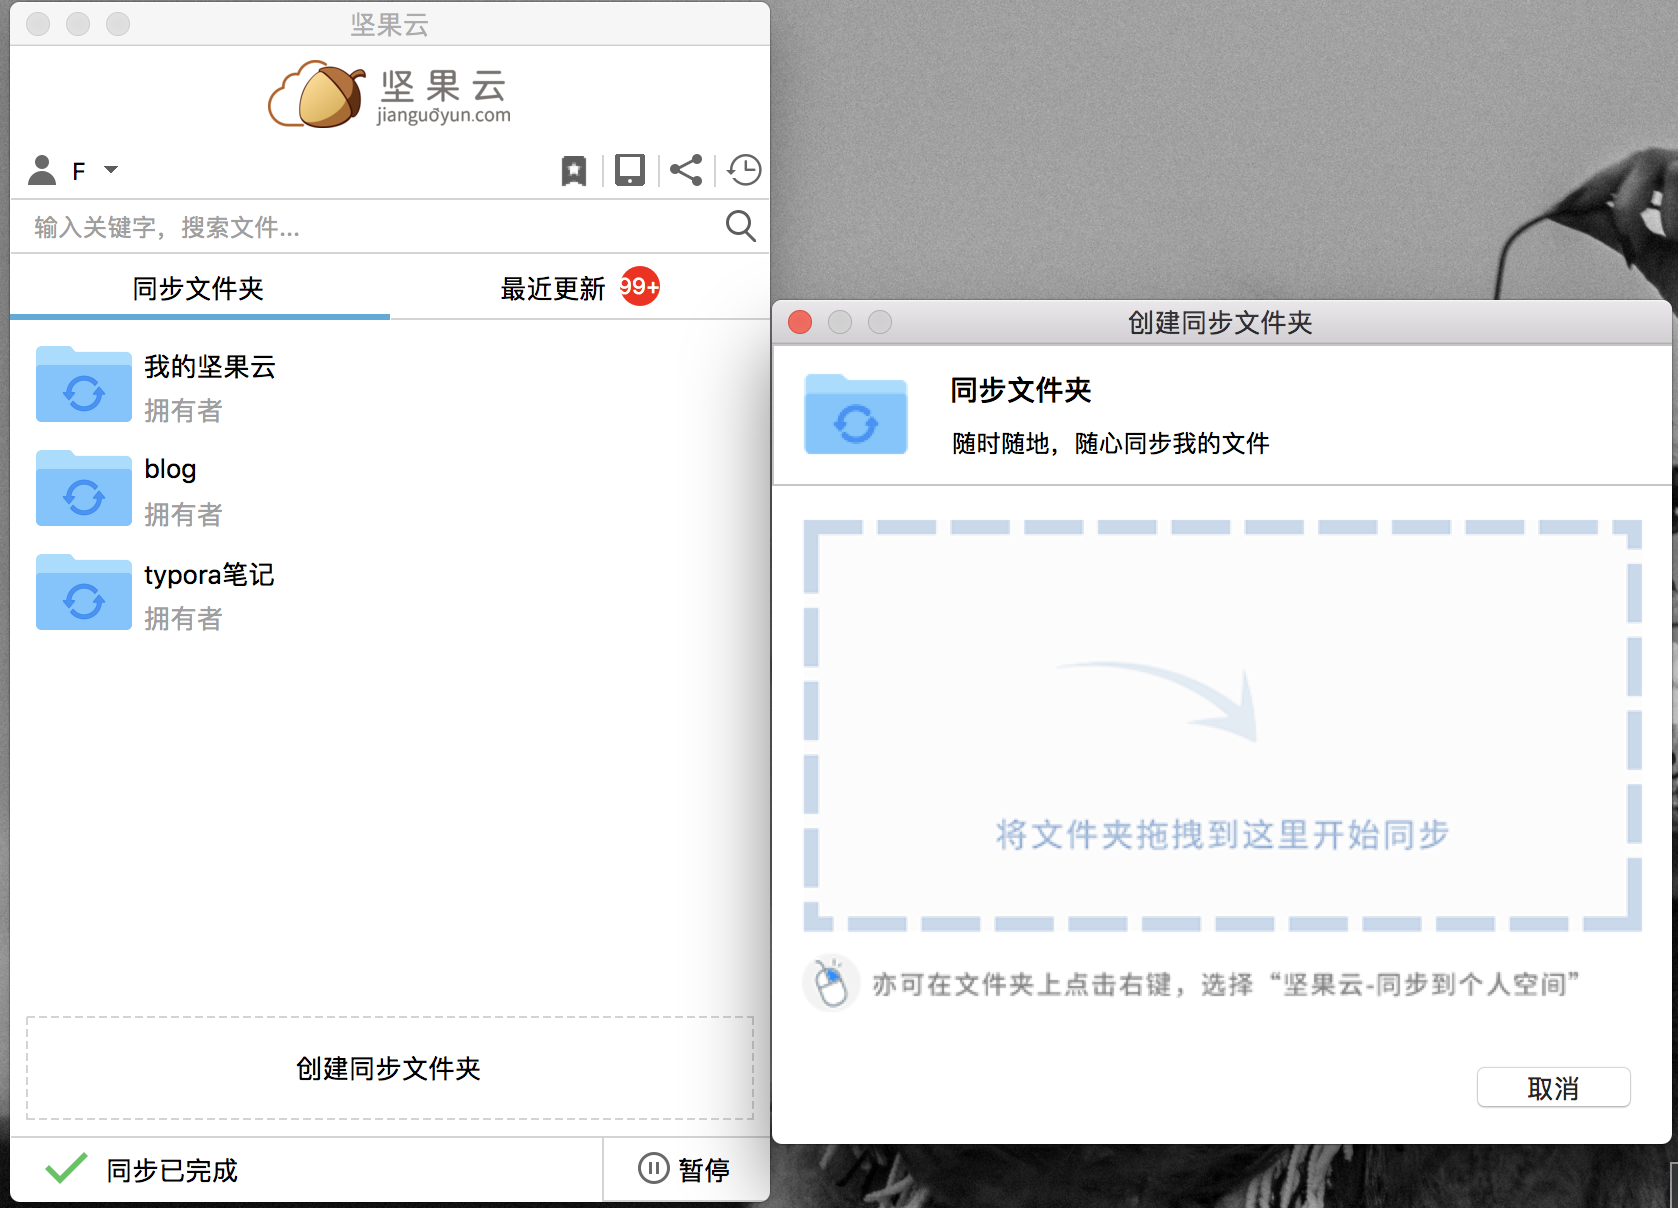 坚果云
坚果云
jianguoyun.com
F
输入关键字，搜索文件...
同步文件夹
最近更新 99+
我的坚果云
拥有者
blog
拥有者
typora笔记
拥有者
创建同步文件夹
同步已完成
暂停
创建同步文件夹
同步文件夹
随时随地，随心同步我的文件
将文件夹拖拽到这里开始同步
亦可在文件夹上点击右键，选择“坚果云-同步到个人空间”
取消